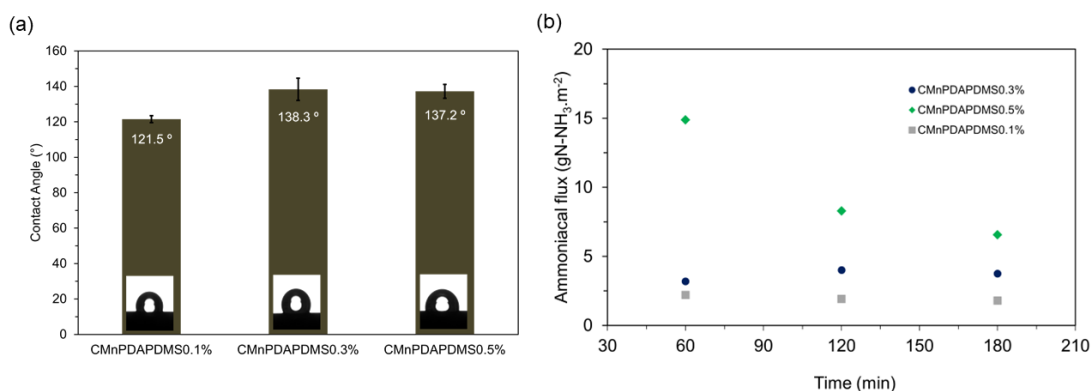 (a)
160
140
120
100
80
60
40
20
0
Contact Angle (°)
121.5 º
138.3 º
137.2 º
CMnPDAPDMS0.1%
CMnPDAPDMS0.3%
CMnPDAPDMS0.5%
(b)
20
15
10
5
0
Ammoniacal flux (gN-NH₃.m⁻²)
CMnPDAPDMS0.3%
CMnPDAPDMS0.5%
CMnPDAPDMS0.1%
30 60 90 120 150 180 210
Time (min)